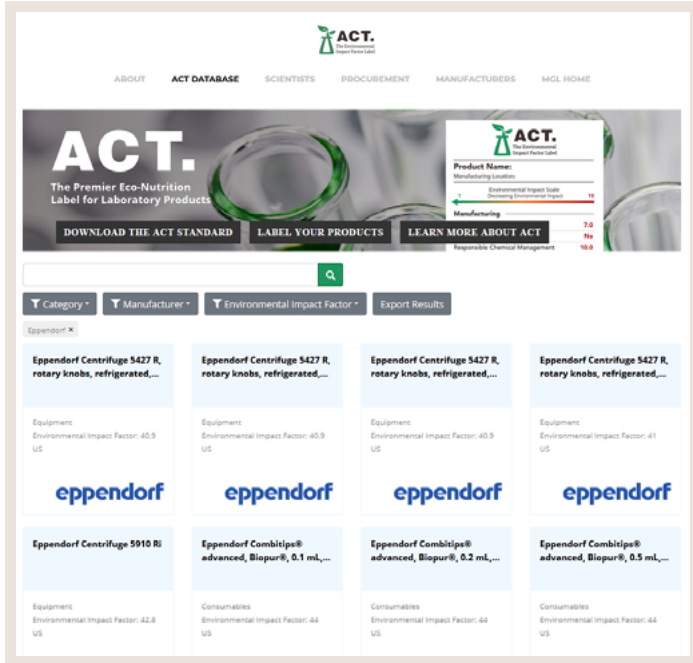 ACT.
The Environmental
Impact Factor Label
ABOUT ACT DATABASE SCIENTISTS PROCUREMENT MANUFACTURERS MGL HOME
ACT.
The Premier Eco-Nutrition
Label for Laboratory Products
ACT.
The Environmental
Impact Factor Label
Product Name:
Manufacturing Location:
Environmental Impact Scale
1 Decreasing Environmental Impact 10
Manufacturing
7.0
No
Responsible Chemical Management 10.0
DOWNLOAD THE ACT STANDARD LABEL YOUR PRODUCTS LEARN MORE ABOUT ACT
Category Manufacturer Environmental Impact Factor Export Results
Eppendorf ×
Eppendorf Centrifuge 5427 R,
rotary knobs, refrigerated,...
Equipment
Environmental Impact Factor: 40.9
US
eppendorf
Eppendorf Centrifuge 5427 R,
rotary knobs, refrigerated,...
Equipment
Environmental Impact Factor: 40.9
US
eppendorf
Eppendorf Centrifuge 5427 R,
rotary knobs, refrigerated,...
Equipment
Environmental Impact Factor: 40.9
US
eppendorf
Eppendorf Centrifuge 5427 R,
rotary knobs, refrigerated,...
Equipment
Environmental Impact Factor: 41
US
eppendorf
Eppendorf Centrifuge 5910 Ri
Equipment
Environmental Impact Factor: 42.8
US
Eppendorf Combitips®
advanced, Biopur®, 0.1 mL,...
Consumables
Environmental Impact Factor: 44
US
Eppendorf Combitips®
advanced, Biopur®, 0.2 mL,...
Consumables
Environmental Impact Factor: 44
US
Eppendorf Combitips®
advanced, Biopur®, 0.5 mL,...
Consumables
Environmental Impact Factor: 44
US